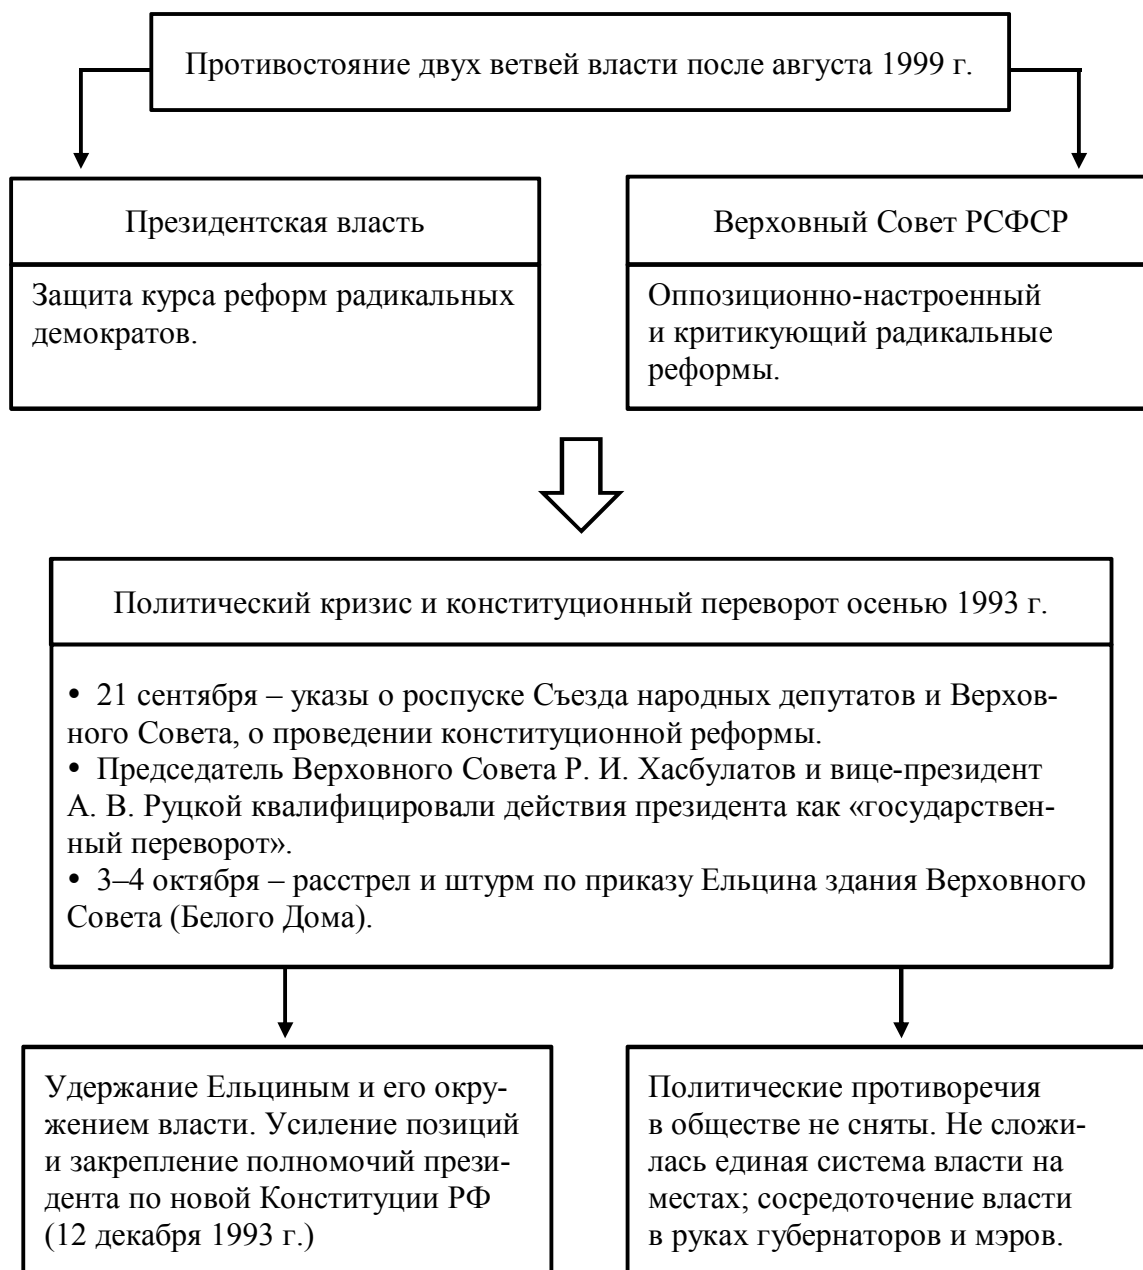 Противостояние двух ветвей власти после августа 1999 г.
Президентская власть
Защита курса реформ радикальных
демократов.
Верховный Совет РСФСР
Оппозиционно-настроенный
и критикующий радикальные
реформы.
Политический кризис и конституционный переворот осенью 1993 г.
• 21 сентября – указы о роспуске Съезда народных депутатов и Верхов-
ного Совета, о проведении конституционной реформы.
• Председатель Верховного Совета Р. И. Хасбулатов и вице-президент
А. В. Руцкой квалифицировали действия президента как «государствен-
ный переворот».
• 3–4 октября – расстрел и штурм по приказу Ельцина здания Верховного
Совета (Белого Дома).
Удержание Ельциным и его окру-
жением власти. Усиление позиций
и закрепление полномочий прези-
дента по новой Конституции РФ
(12 декабря 1993 г.)
Политические противоречия
в обществе не сняты. Не сложи-
лась единая система власти на
местах; сосредоточение власти
в руках губернаторов и мэров.